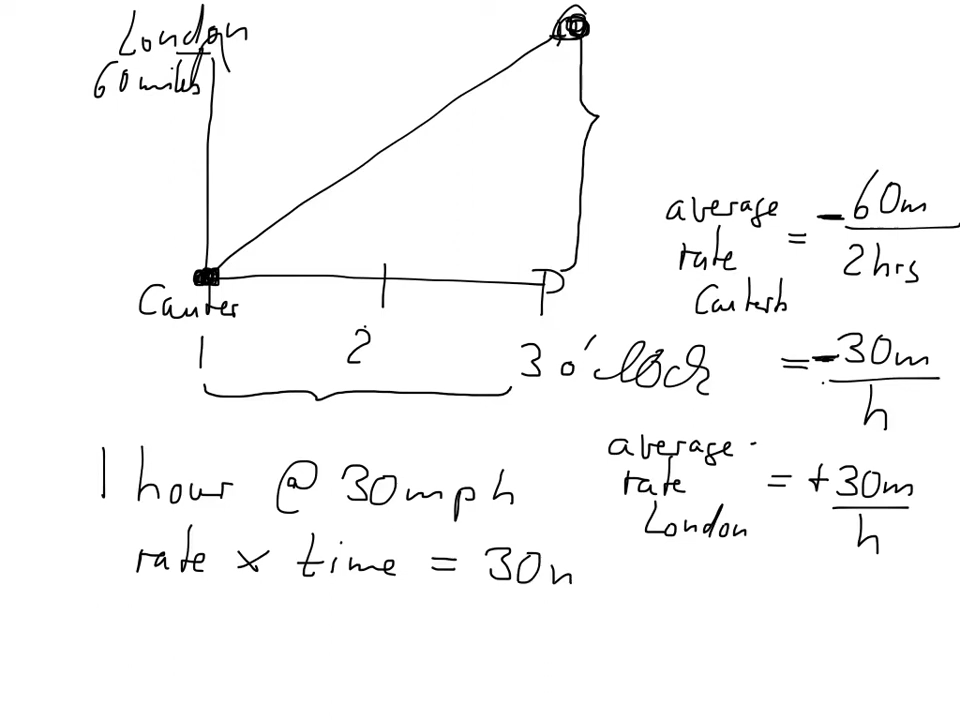 London
60 miles
Canter
1 2 3 o'clock
average rate Canterb = -60m / 2hrs
= -30m / h
average rate London = +30m / h
1 hour @ 30mph
rate x time = 30n